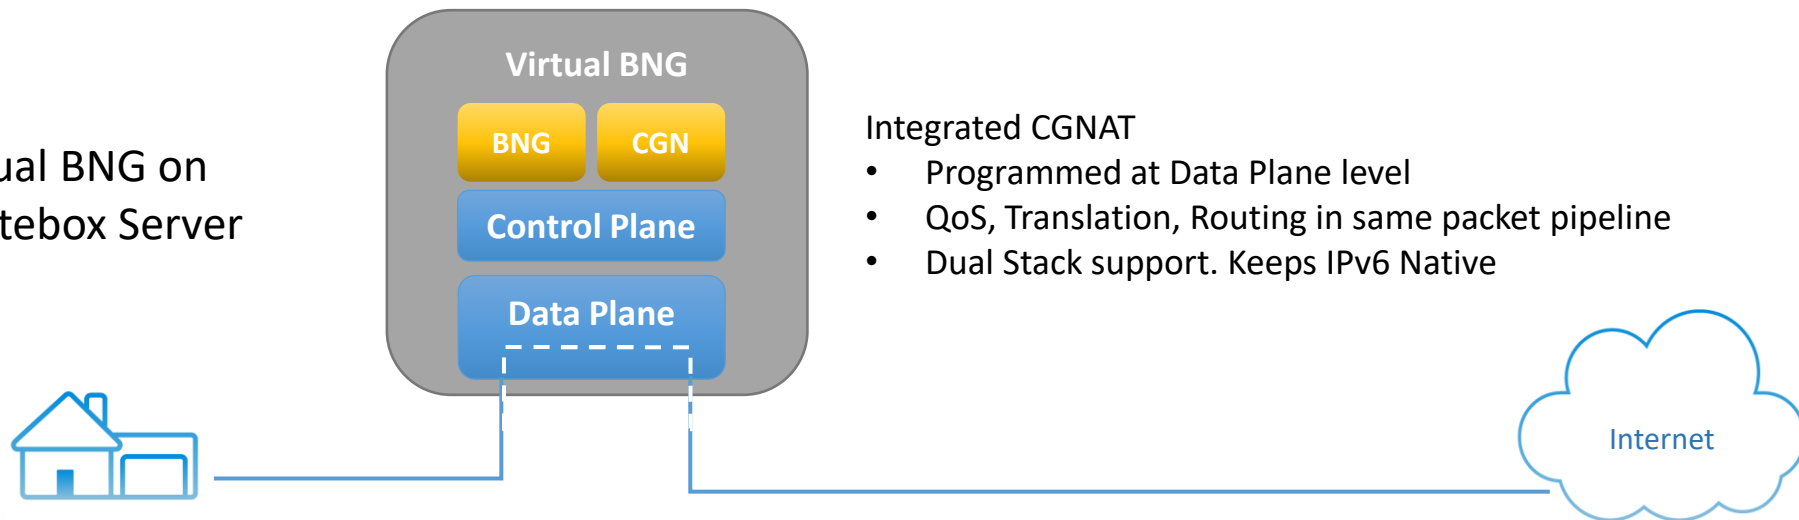 ual BNG on
tebox Server
Virtual BNG
BNG
CGN
Control Plane
Data Plane
Integrated CGNAT
• Programmed at Data Plane level
• QoS, Translation, Routing in same packet pipeline
• Dual Stack support. Keeps IPv6 Native
Internet